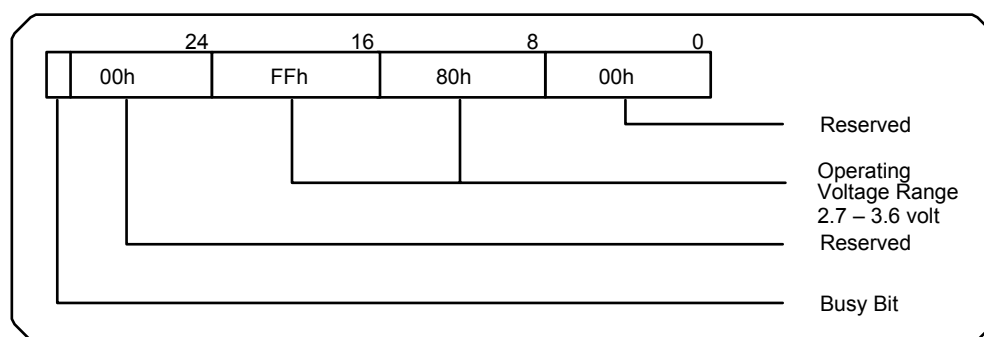 24 16 8 0
00h FFh 80h 00h
Reserved
Operating
Voltage Range
2.7 – 3.6 volt
Reserved
Busy Bit